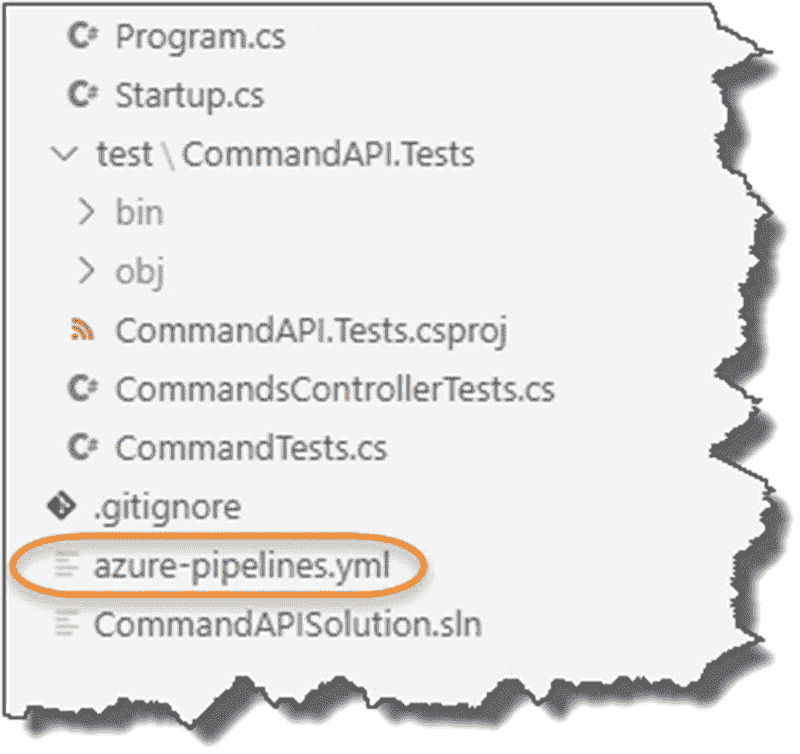 Program.cs
Startup.cs
test \ CommandAPI.Tests
bin
obj
CommandAPI.Tests.csproj
CommandsControllerTests.cs
CommandTests.cs
.gitignore
azure-pipelines.yml
CommandAPISolution.sln